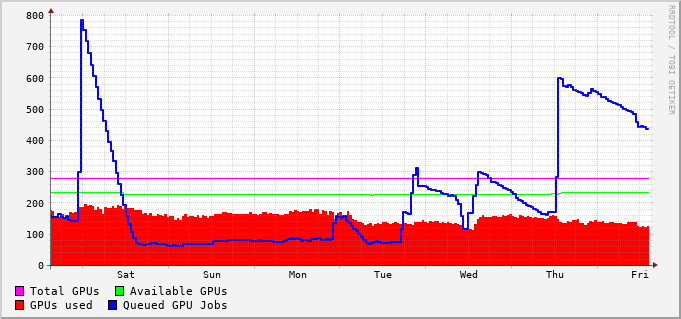 800
700
600
500
400
300
200
100
0
Sat Sun Mon Tue Wed Thu Fri
Total GPUs Available GPUs
GPUs used Queued GPU Jobs
RRDTOOL / TOBI OETIKER